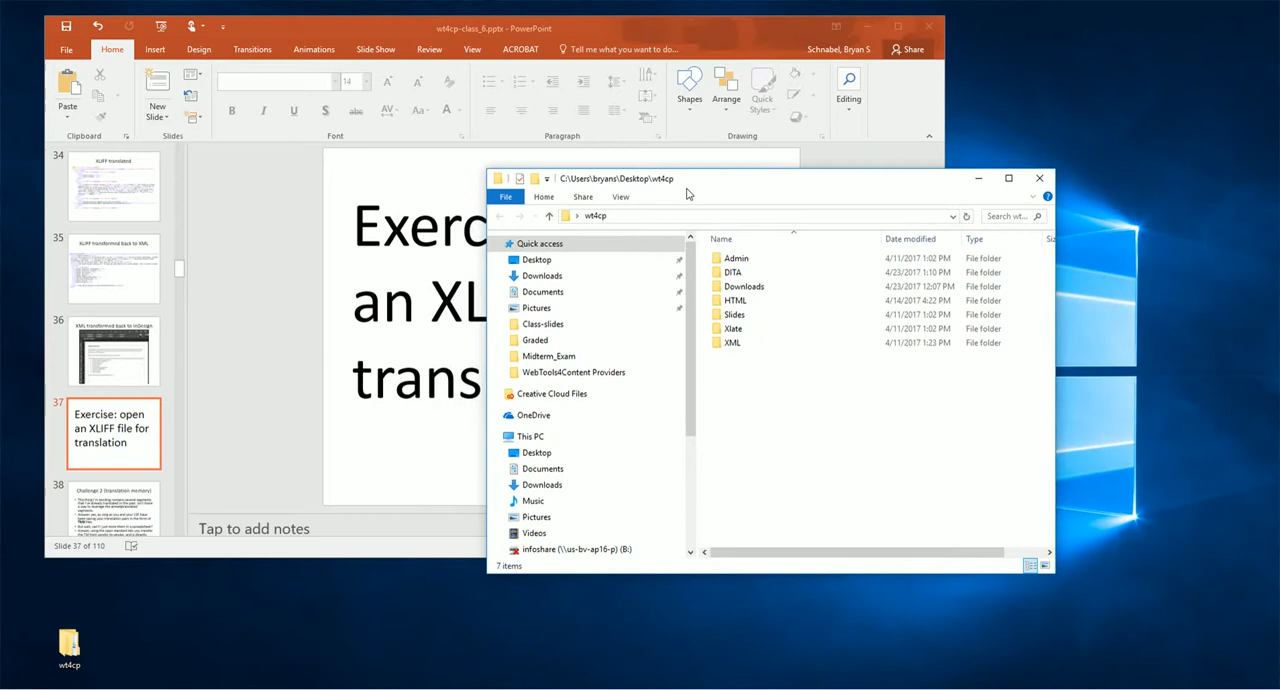 wt4cp-class_6.pptx - PowerPoint
File Home Insert Design Transitions Animations Slide Show Review View ACROBAT Tell me what you want to do... Schnabel, Bryan S Share
14
Paste
New
Slide
B I U S abc AV Aa A
Shapes Arrange Quick
Styles
Editing
Clipboard Slides Font Paragraph Drawing
34
XLIFF translated
35
XLIFF transformed back to XML
36
XML transformed back to InDesign
37
Exercise: open
an XLIFF file for
translation
38
Challenge 2 (translation memory)
Exerc
an XL
trans
Tap to add notes
Slide 37 of 110
C:\Users\bryans\Desktop\wt4cp
File Home Share View
wt4cp
Search wt...
Quick access
Desktop
Downloads
Documents
Pictures
Class-slides
Graded
Midterm_Exam
WebTools4Content Providers
Creative Cloud Files
OneDrive
This PC
Desktop
Documents
Downloads
Music
Pictures
Videos
infoshare (\\us-bv-ap16-p) (B:)
Name Date modified Type Siz
Admin 4/11/2017 1:02 PM File folder
DITA 4/23/2017 1:10 PM File folder
Downloads 4/23/2017 12:07 PM File folder
HTML 4/14/2017 4:22 PM File folder
Slides 4/11/2017 1:02 PM File folder
Xlate 4/11/2017 1:02 PM File folder
XML 4/11/2017 1:23 PM File folder
7 items
wt4cp